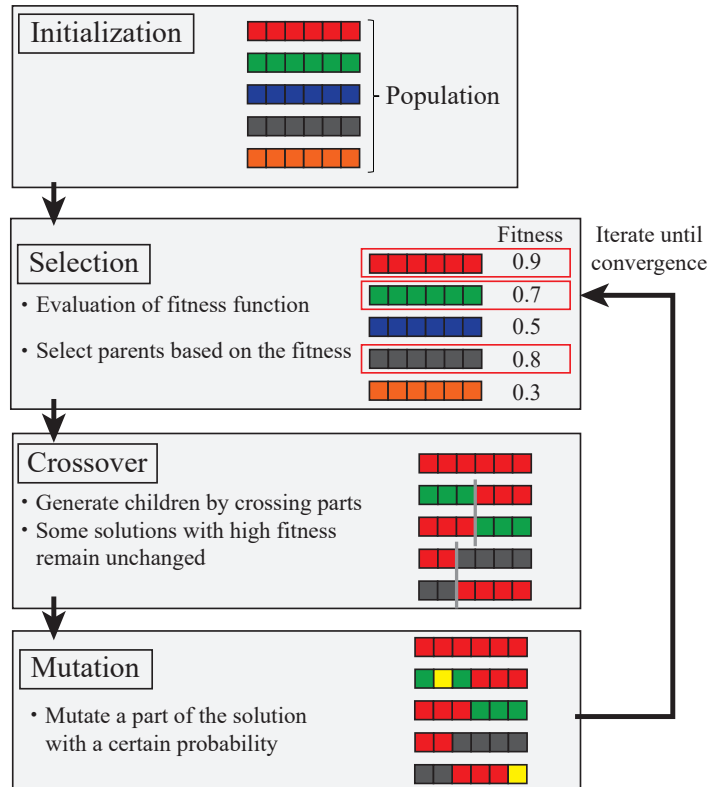 Initialization
Population
Selection
Fitness
0.9
0.7
0.5
0.8
0.3
・Evaluation of fitness function
・Select parents based on the fitness
Iterate until
convergence
Crossover
・Generate children by crossing parts
・Some solutions with high fitness
remain unchanged
Mutation
・Mutate a part of the solution
with a certain probability